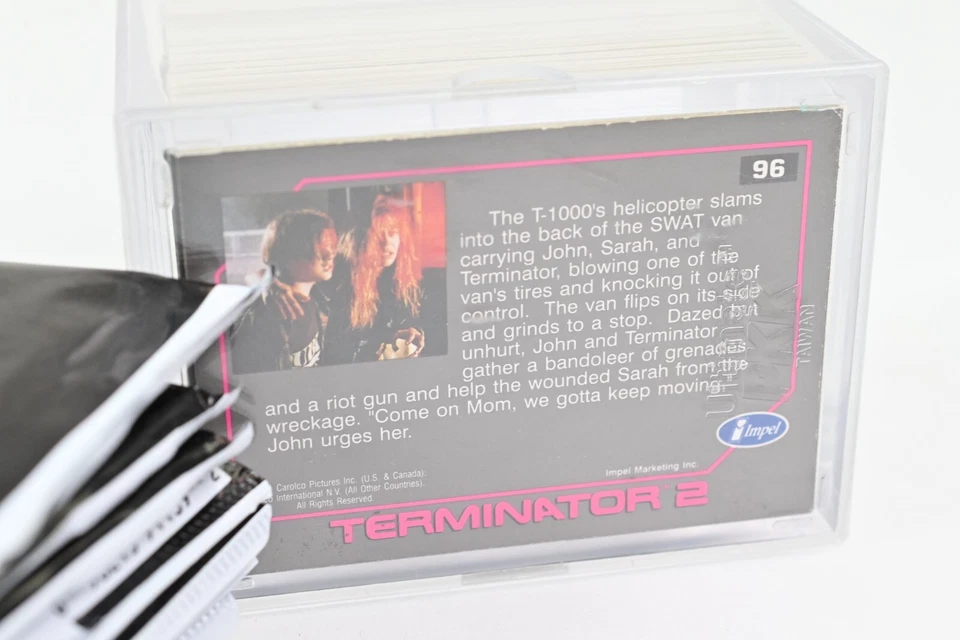 96
The T-1000's helicopter slams
into the back of the SWAT van
carrying John, Sarah, and
Terminator, blowing one of the
van's tires and knocking it out of
control. The van flips on its side
and grinds to a stop. Dazed but
unhurt, John and Terminator
gather a bandoleer of grenades
and a riot gun and help the wounded Sarah from the
wreckage. "Come on Mom, we gotta keep moving,"
John urges her.
Impel
Carolco Pictures Inc. (U.S. & Canada):
International N.V. (All Other Countries).
All Rights Reserved.
Impel Marketing Inc.
TERMINATOR 2
TAIWAN